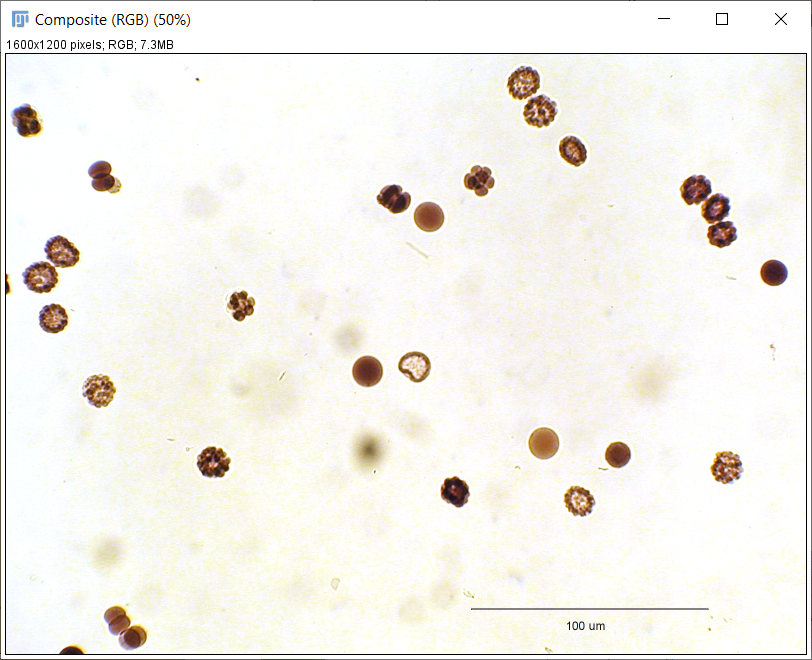 Composite (RGB) (50%)
1600x1200 pixels; RGB; 7.3MB
100 um